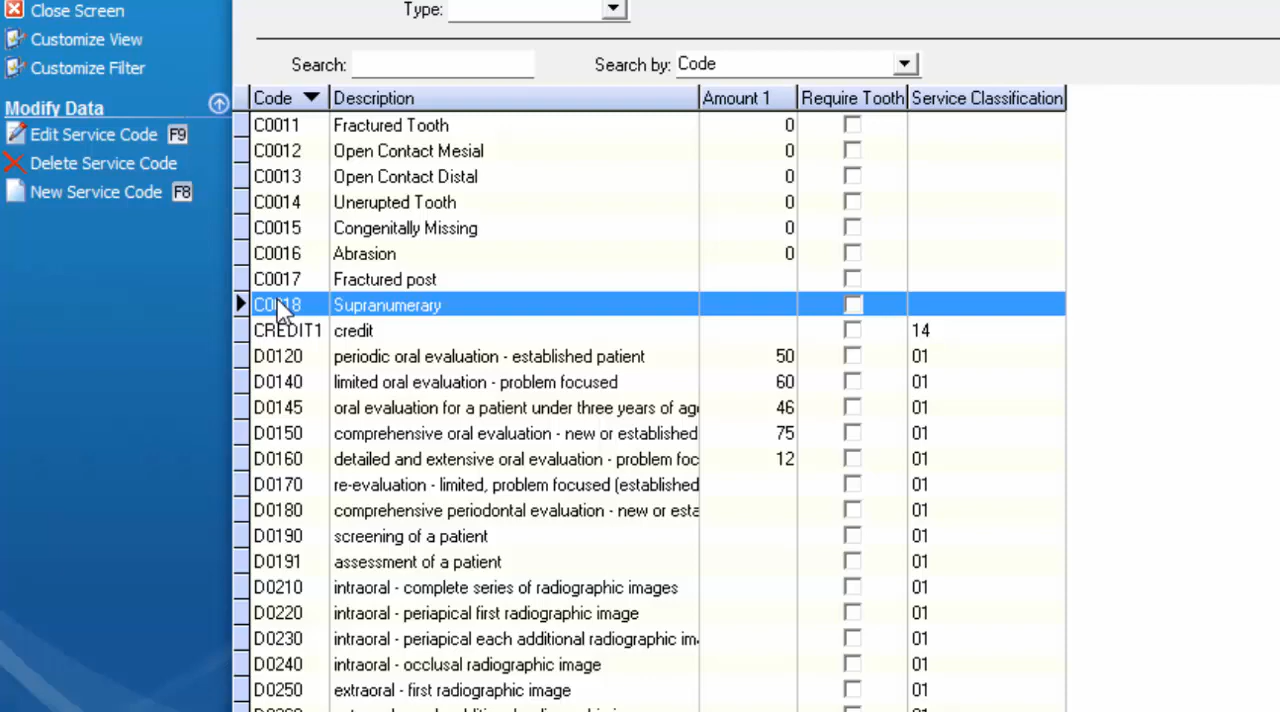 Close Screen
Customize View
Customize Filter
Modify Data
Edit Service Code F9
Delete Service Code
New Service Code F8
Type:
Search: Search by: Code
Code Description Amount 1 Require Tooth Service Classification
C0011 Fractured Tooth 0
C0012 Open Contact Mesial 0
C0013 Open Contact Distal 0
C0014 Unerupted Tooth 0
C0015 Congenitally Missing 0
C0016 Abrasion 0
C0017 Fractured post
C0018 Supranumerary
CREDIT1 credit 14
D0120 periodic oral evaluation - established patient 50 01
D0140 limited oral evaluation - problem focused 60 01
D0145 oral evaluation for a patient under three years of ag 46 01
D0150 comprehensive oral evaluation - new or established 75 01
D0160 detailed and extensive oral evaluation - problem foc 12 01
D0170 re-evaluation - limited, problem focused (established 01
D0180 comprehensive periodontal evaluation - new or esta 01
D0190 screening of a patient 01
D0191 assessment of a patient 01
D0210 intraoral - complete series of radiographic images 01
D0220 intraoral - periapical first radiographic image 01
D0230 intraoral - periapical each additional radiographic im 01
D0240 intraoral - occlusal radiographic image 01
D0250 extraoral - first radiographic image 01